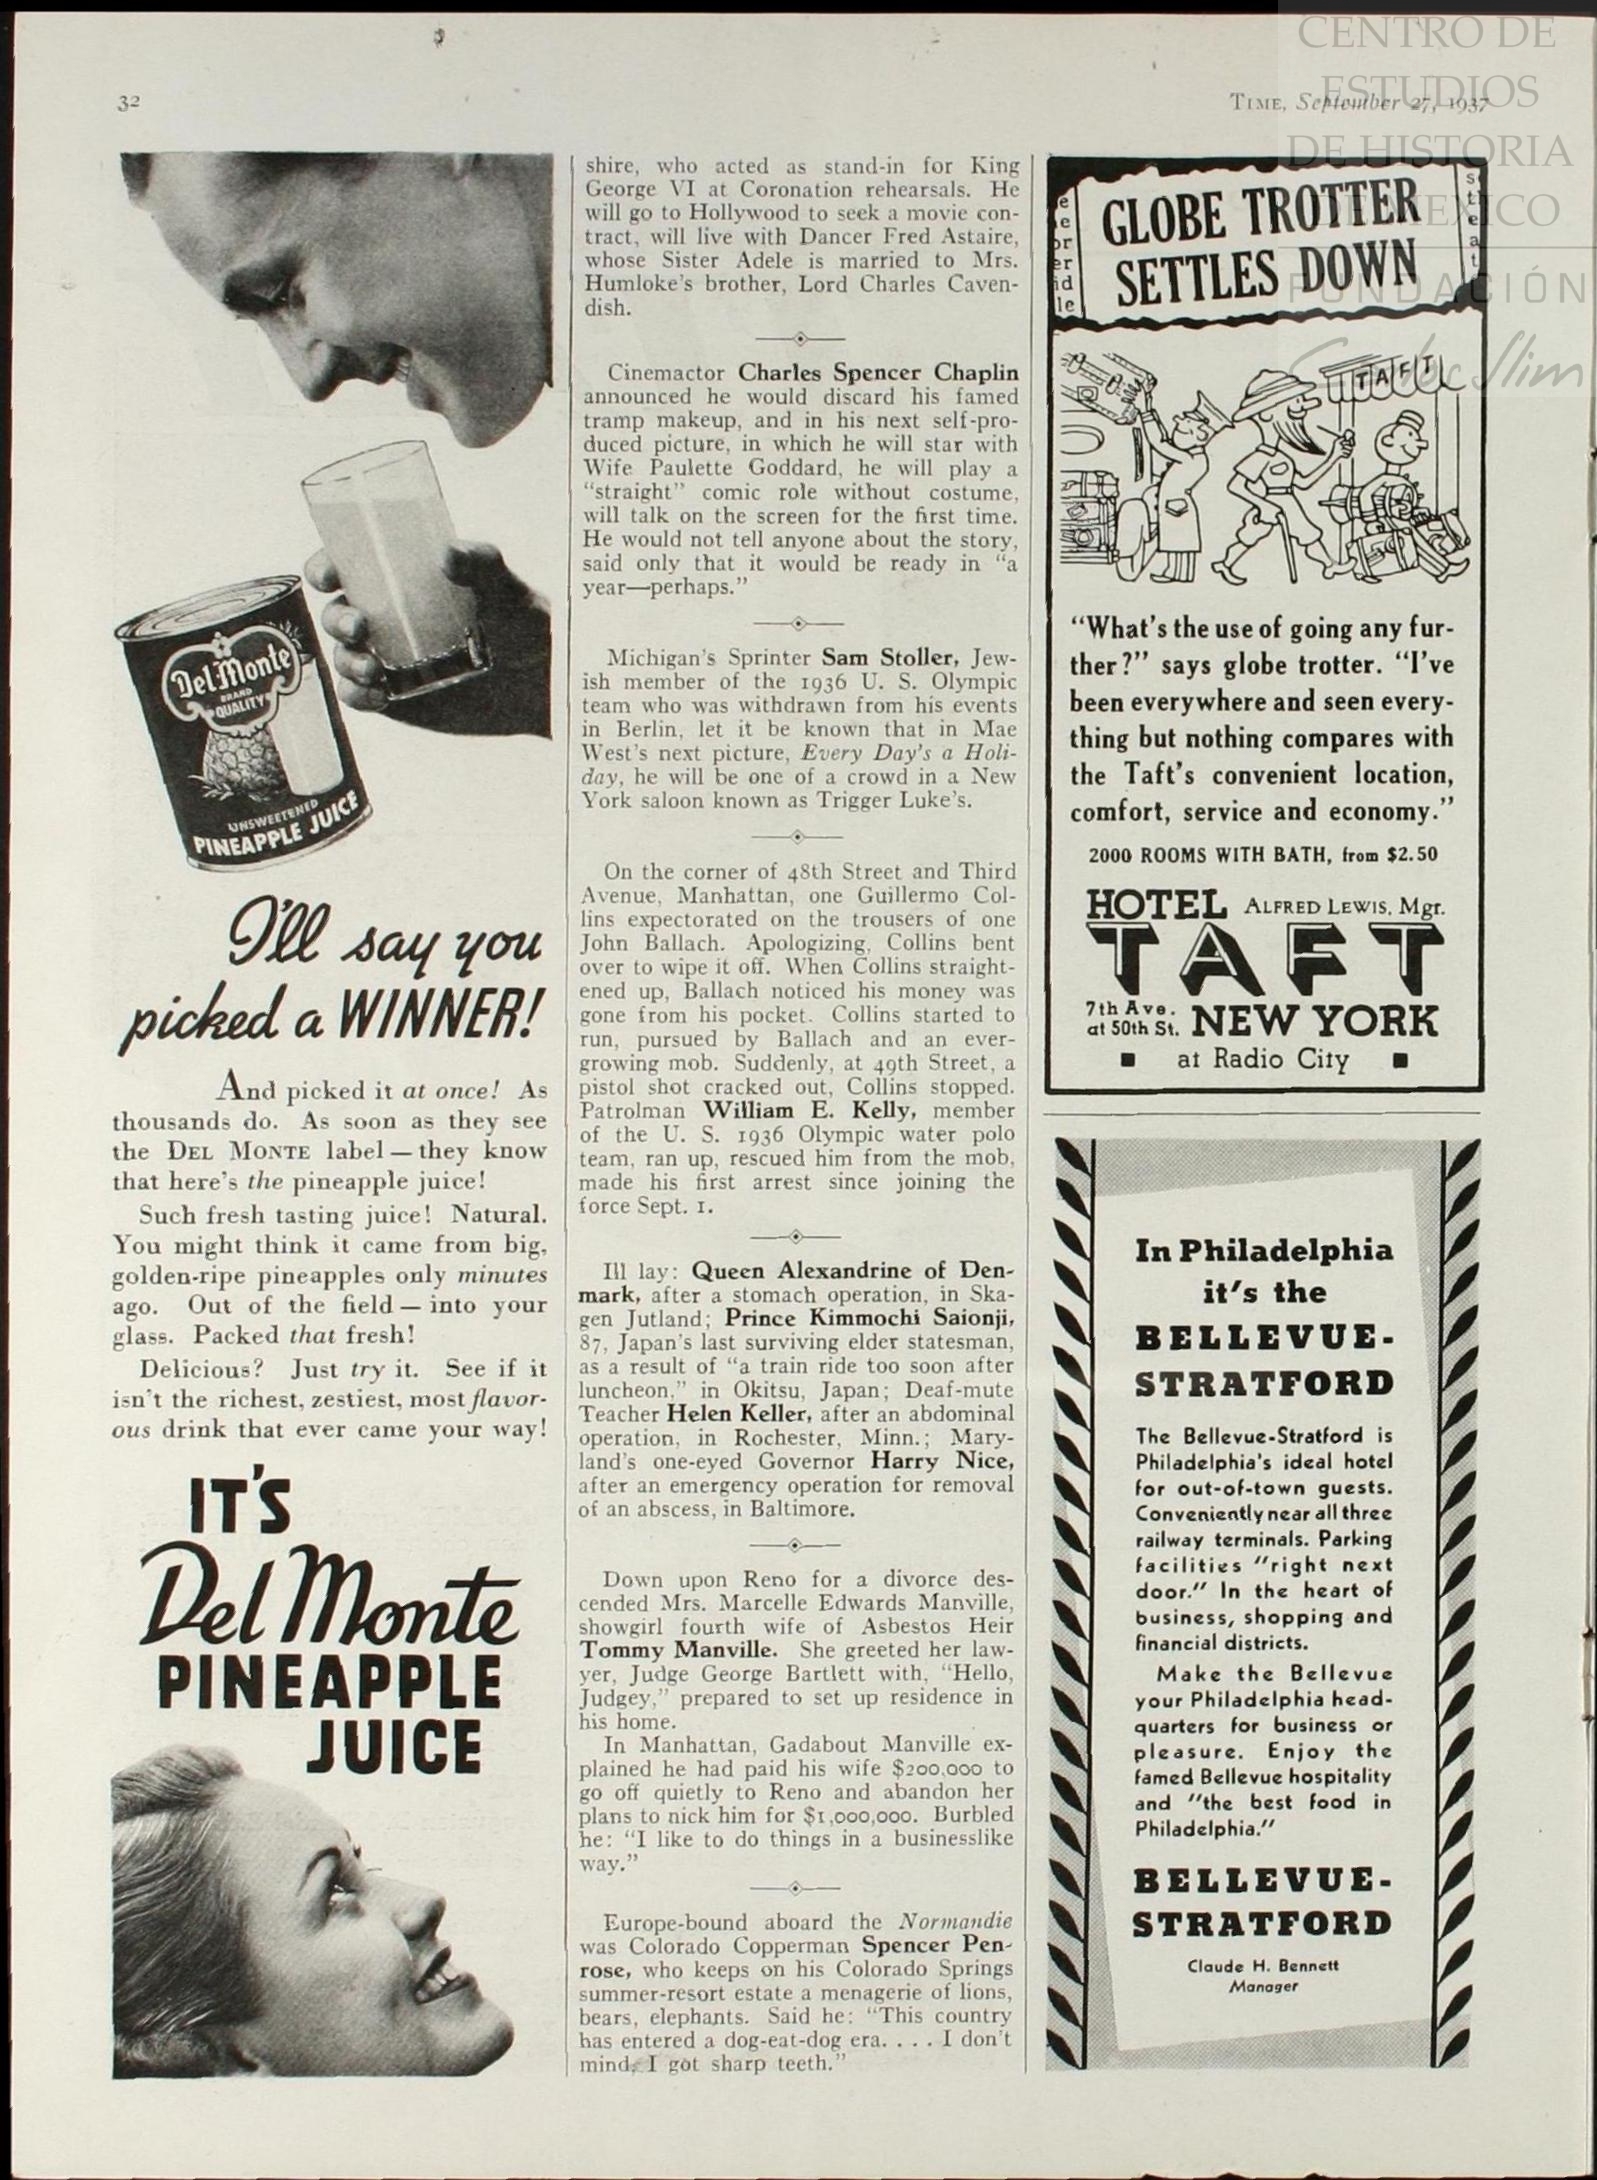 32
TIME, September 27, 1937
CENTRO DE
ESTUDIOS
DE HISTORIA
DE MEXICO
FUNDACIÓN
Carlos Slim
Del Monte
BRAND
QUALITY
UNSWEETENED
PINEAPPLE JUICE
I'll say you
picked a WINNER!
And picked it at once! As
thousands do. As soon as they see
the DEL MONTE label — they know
that here's the pineapple juice!
Such fresh tasting juice! Natural.
You might think it came from big,
golden-ripe pineapples only minutes
ago. Out of the field — into your
glass. Packed that fresh!
Delicious? Just try it. See if it
isn't the richest, zestiest, most flavor-
ous drink that ever came your way!
IT'S
Del Monte
PINEAPPLE
JUICE
shire, who acted as stand-in for King
George VI at Coronation rehearsals. He
will go to Hollywood to seek a movie con-
tract, will live with Dancer Fred Astaire,
whose Sister Adele is married to Mrs.
Humloke's brother, Lord Charles Caven-
dish.
Cinemactor Charles Spencer Chaplin
announced he would discard his famed
tramp makeup, and in his next self-pro-
duced picture, in which he will star with
Wife Paulette Goddard, he will play a
"straight" comic role without costume,
will talk on the screen for the first time.
He would not tell anyone about the story,
said only that it would be ready in "a
year—perhaps."
Michigan's Sprinter Sam Stoller, Jew-
ish member of the 1936 U. S. Olympic
team who was withdrawn from his events
in Berlin, let it be known that in Mae
West's next picture, Every Day's a Holi-
day, he will be one of a crowd in a New
York saloon known as Trigger Luke's.
On the corner of 48th Street and Third
Avenue, Manhattan, one Guillermo Col-
lins expectorated on the trousers of one
John Ballach. Apologizing, Collins bent
over to wipe it off. When Collins straight-
ened up, Ballach noticed his money was
gone from his pocket. Collins started to
run, pursued by Ballach and an ever-
growing mob. Suddenly, at 49th Street, a
pistol shot cracked out, Collins stopped.
Patrolman William E. Kelly, member
of the U. S. 1936 Olympic water polo
team, ran up, rescued him from the mob,
made his first arrest since joining the
force Sept. 1.
Ill lay: Queen Alexandrine of Den-
mark, after a stomach operation, in Ska-
gen Jutland; Prince Kimmochi Saionji,
87, Japan's last surviving elder statesman,
as a result of "a train ride too soon after
luncheon," in Okitsu, Japan; Deaf-mute
Teacher Helen Keller, after an abdominal
operation, in Rochester, Minn.; Mary-
land's one-eyed Governor Harry Nice,
after an emergency operation for removal
of an abscess, in Baltimore.
Down upon Reno for a divorce des-
cended Mrs. Marcelle Edwards Manville,
showgirl fourth wife of Asbestos Heir
Tommy Manville. She greeted her law-
yer, Judge George Bartlett with, "Hello,
Judgey," prepared to set up residence in
his home.
In Manhattan, Gadabout Manville ex-
plained he had paid his wife $200,000 to
go off quietly to Reno and abandon her
plans to nick him for $1,000,000. Burbled
he: "I like to do things in a businesslike
way."
Europe-bound aboard the Normandie
was Colorado Copperman Spencer Pen-
rose, who keeps on his Colorado Springs
summer-resort estate a menagerie of lions,
bears, elephants. Said he: "This country
has entered a dog-eat-dog era. . . . I don't
mind, I got sharp teeth."
GLOBE TROTTER
SETTLES DOWN
TAFT
"What's the use of going any fur-
ther?" says globe trotter. "I've
been everywhere and seen every-
thing but nothing compares with
the Taft's convenient location,
comfort, service and economy."
2000 ROOMS WITH BATH, from $2.50
HOTEL ALFRED LEWIS, Mgr.
TAFT
7th Ave.
at 50th St. NEW YORK
at Radio City
In Philadelphia
it's the
BELLEVUE-
STRATFORD
The Bellevue-Stratford is
Philadelphia's ideal hotel
for out-of-town guests.
Conveniently near all three
railway terminals. Parking
facilities "right next
door." In the heart of
business, shopping and
financial districts.
Make the Bellevue
your Philadelphia head-
quarters for business or
pleasure. Enjoy the
famed Bellevue hospitality
and "the best food in
Philadelphia."
BELLEVUE-
STRATFORD
Claude H. Bennett
Manager